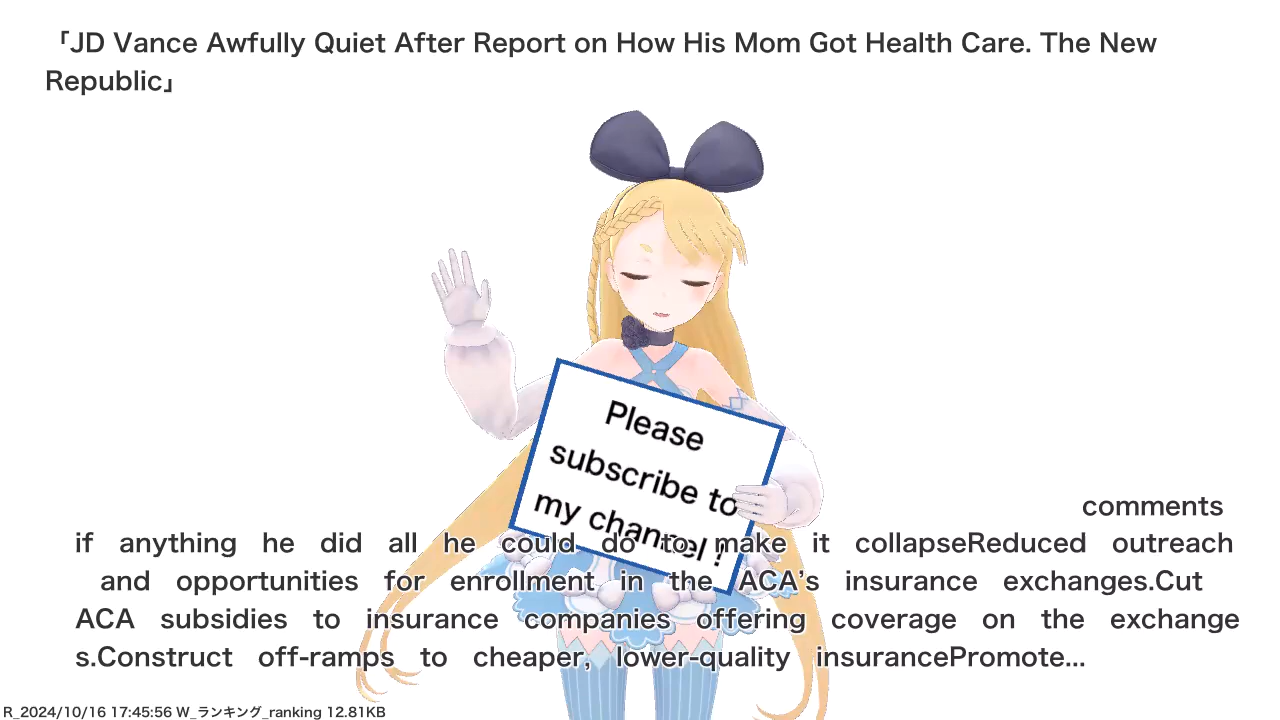 「JD Vance Awfully Quiet After Report on How His Mom Got Health Care. The New
Republic」
Please
subscribe to
my channel !
comments
if anything he did all he could do to make it collapseReduced outreach
and opportunities for enrollment in the ACA's insurance exchanges.Cut
ACA subsidies to insurance companies offering coverage on the exchange
s.Construct off-ramps to cheaper, lower-quality insurancePromote...
R_2024/10/16 17:45:56 W_ランキング_ranking 12.81KB